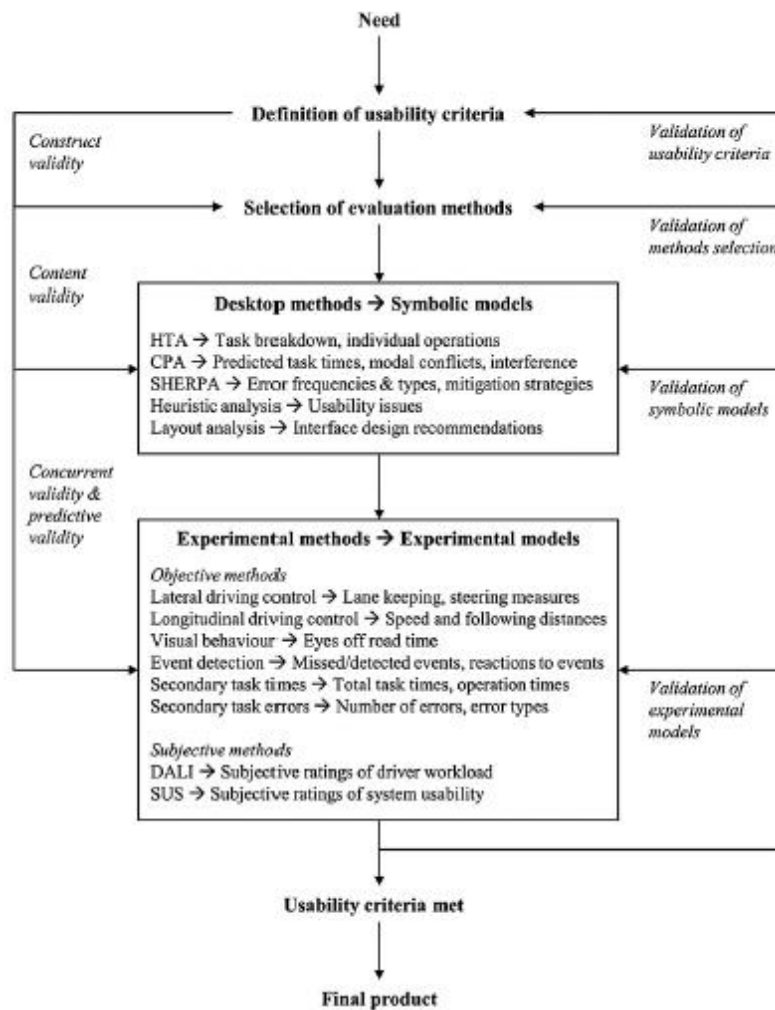 Need
Definition of usability criteria
Construct
validity
Validation of
usability criteria
Selection of evaluation methods
Validation of
methods selection
Content
validity
Desktop methods → Symbolic models
HTA → Task breakdown, individual operations
CPA → Predicted task times, modal conflicts, interference
SHERPA → Error frequencies & types, mitigation strategies
Heuristic analysis → Usability issues
Layout analysis → Interface design recommendations
Validation of
symbolic models
Concurrent
validity &
predictive
validity
Experimental methods → Experimental models
Objective methods
Lateral driving control → Lane keeping, steering measures
Longitudinal driving control → Speed and following distances
Visual behaviour → Eyes off road time
Event detection → Missed/detected events, reactions to events
Secondary task times → Total task times, operation times
Secondary task errors → Number of errors, error types
Subjective methods
DALI → Subjective ratings of driver workload
SUS → Subjective ratings of system usability
Validation of
experimental
models
Usability criteria met
Final product